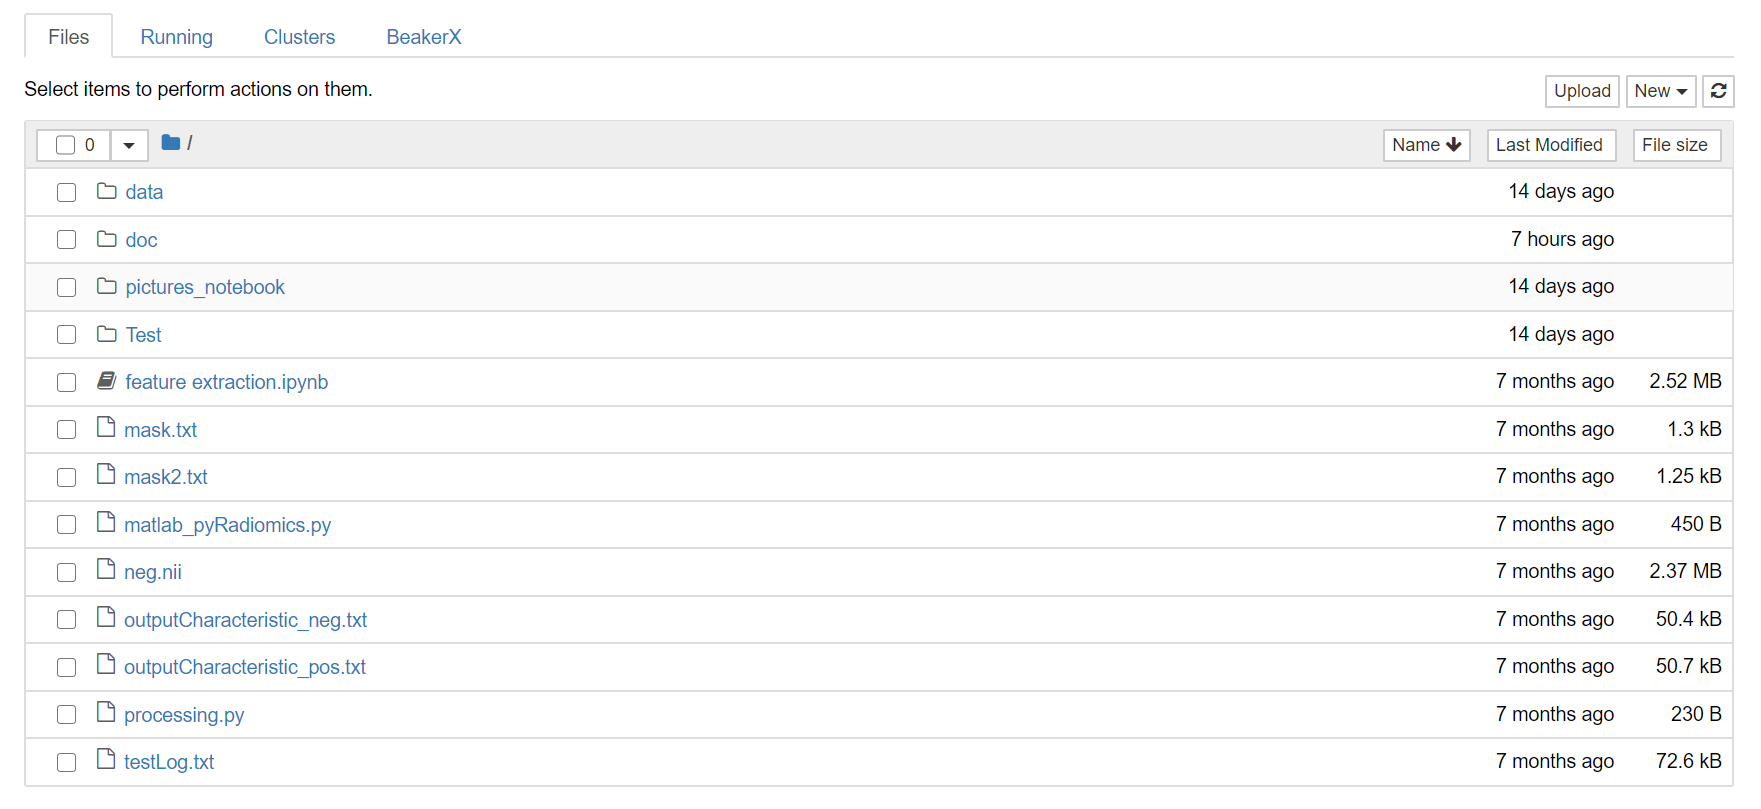 Files Running Clusters BeakerX
Select items to perform actions on them. Upload New
0 / Name Last Modified File size
data 14 days ago
doc 7 hours ago
pictures_notebook 14 days ago
Test 14 days ago
feature extraction.ipynb 7 months ago 2.52 MB
mask.txt 7 months ago 1.3 kB
mask2.txt 7 months ago 1.25 kB
matlab_pyRadiomics.py 7 months ago 450 B
neg.nii 7 months ago 2.37 MB
outputCharacteristic_neg.txt 7 months ago 50.4 kB
outputCharacteristic_pos.txt 7 months ago 50.7 kB
processing.py 7 months ago 230 B
testLog.txt 7 months ago 72.6 kB